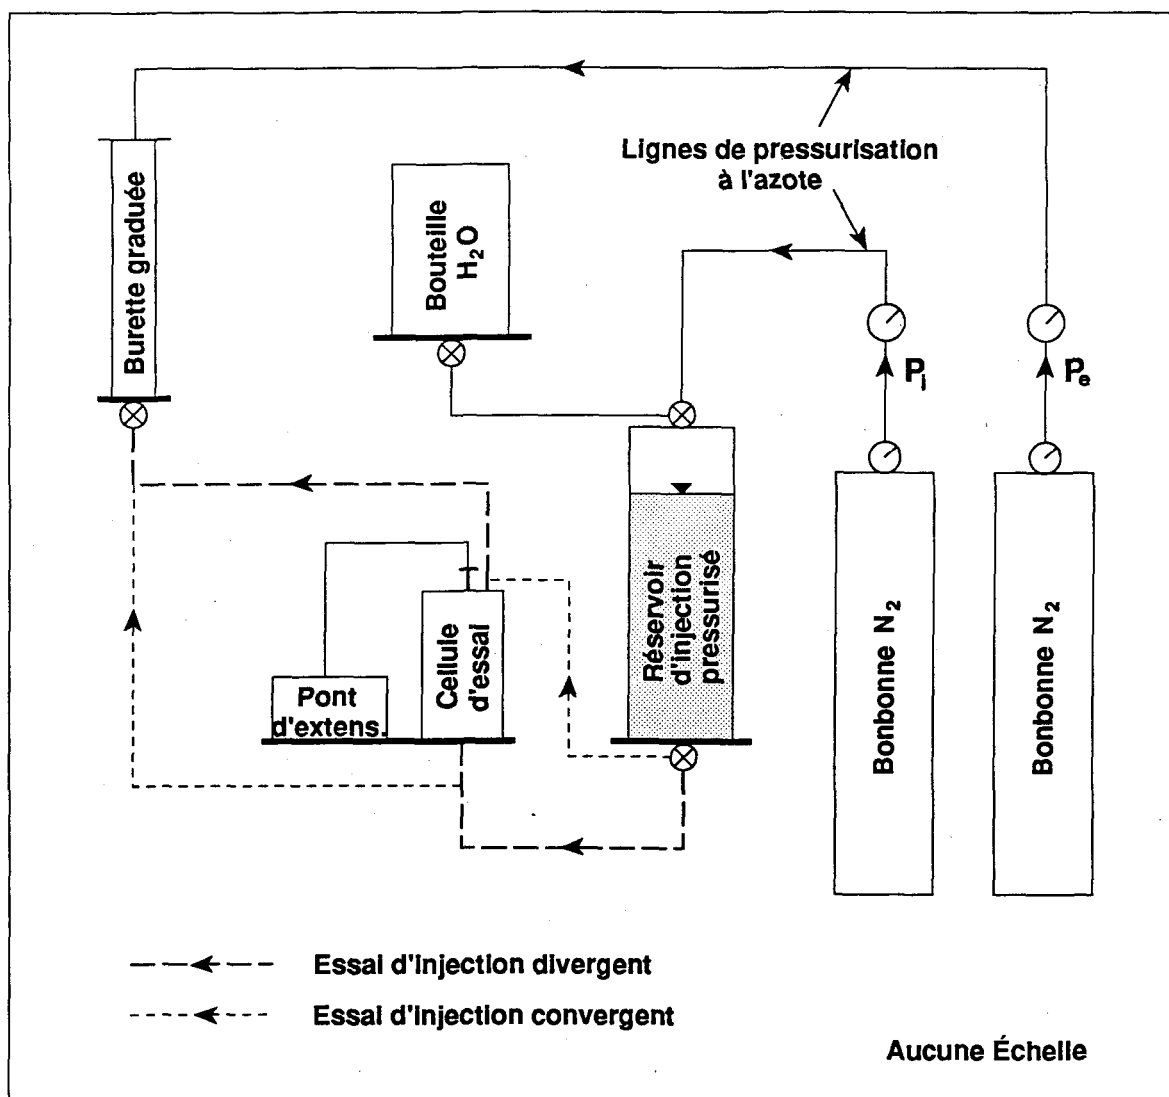 Lignes de pressurisation
à l'azote
Burette graduée
Bouteille
H₂O
Pᵢ
Pₑ
Réservoir
d'injection
pressurisé
Cellule
d'essai
Pont
d'extens.
Bonbonne N₂
Bonbonne N₂
Essai d'injection divergent
Essai d'injection convergent
Aucune Échelle